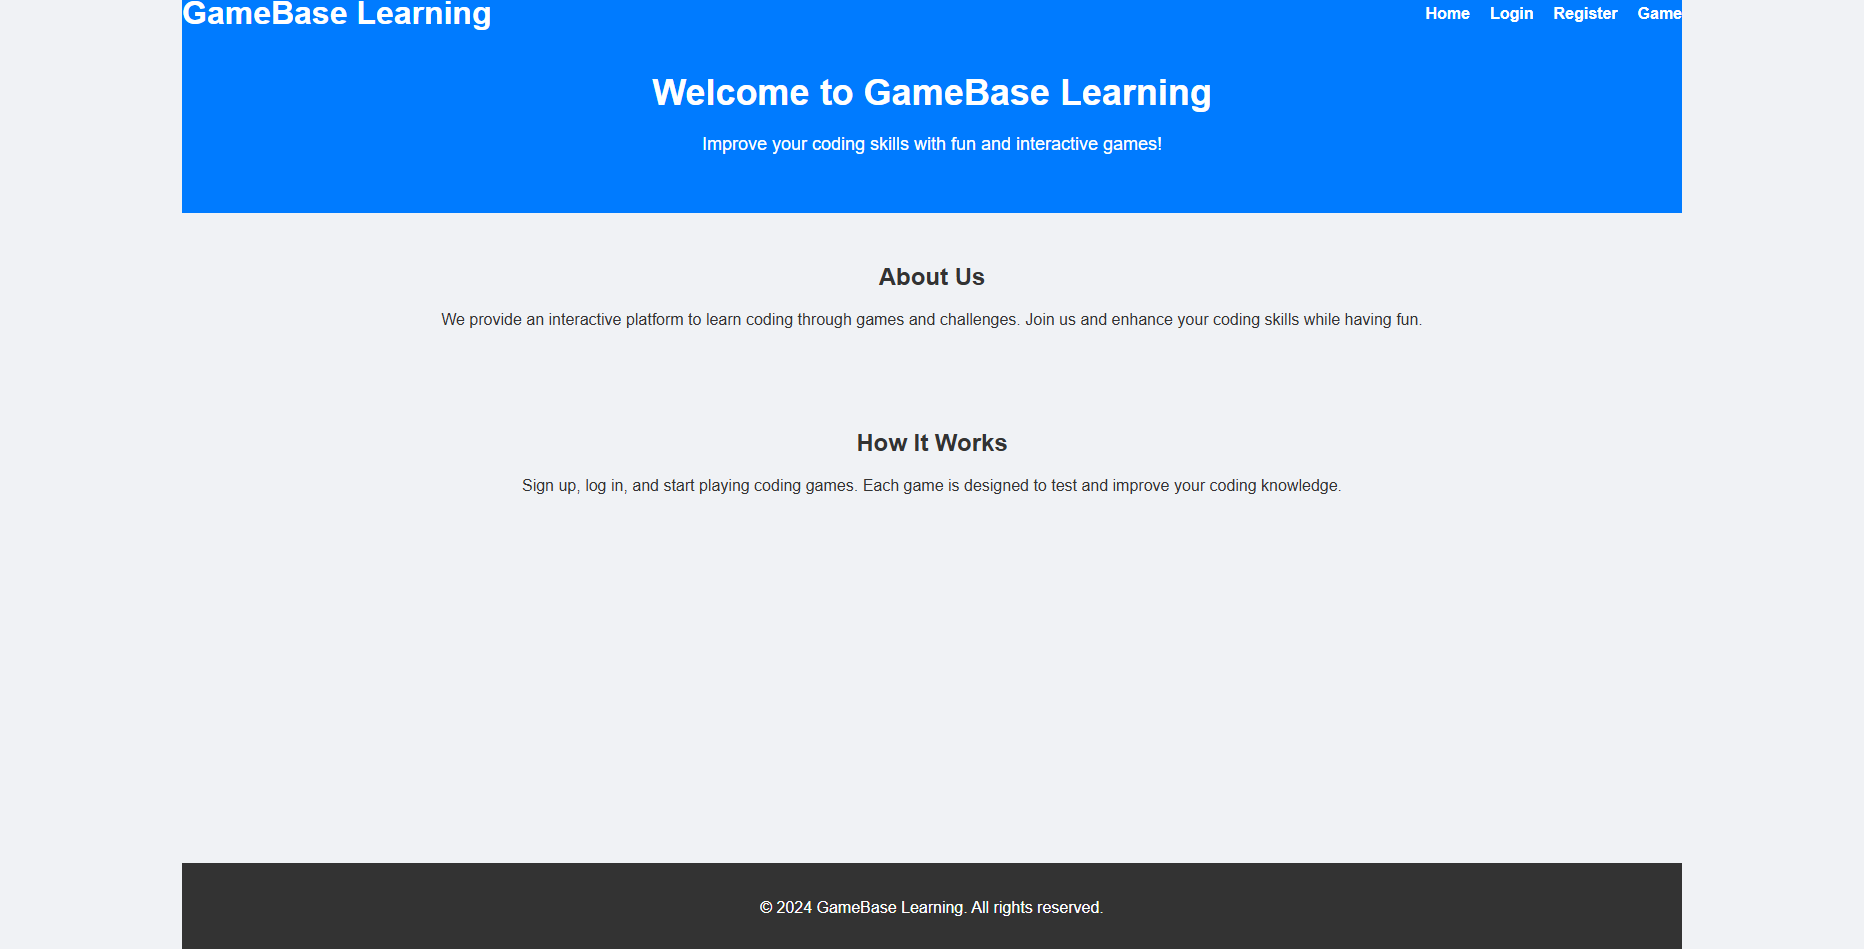 GameBase Learning
Home Login Register Game
Welcome to GameBase Learning
Improve your coding skills with fun and interactive games!
About Us
We provide an interactive platform to learn coding through games and challenges. Join us and enhance your coding skills while having fun.
How It Works
Sign up, log in, and start playing coding games. Each game is designed to test and improve your coding knowledge.
© 2024 GameBase Learning. All rights reserved.